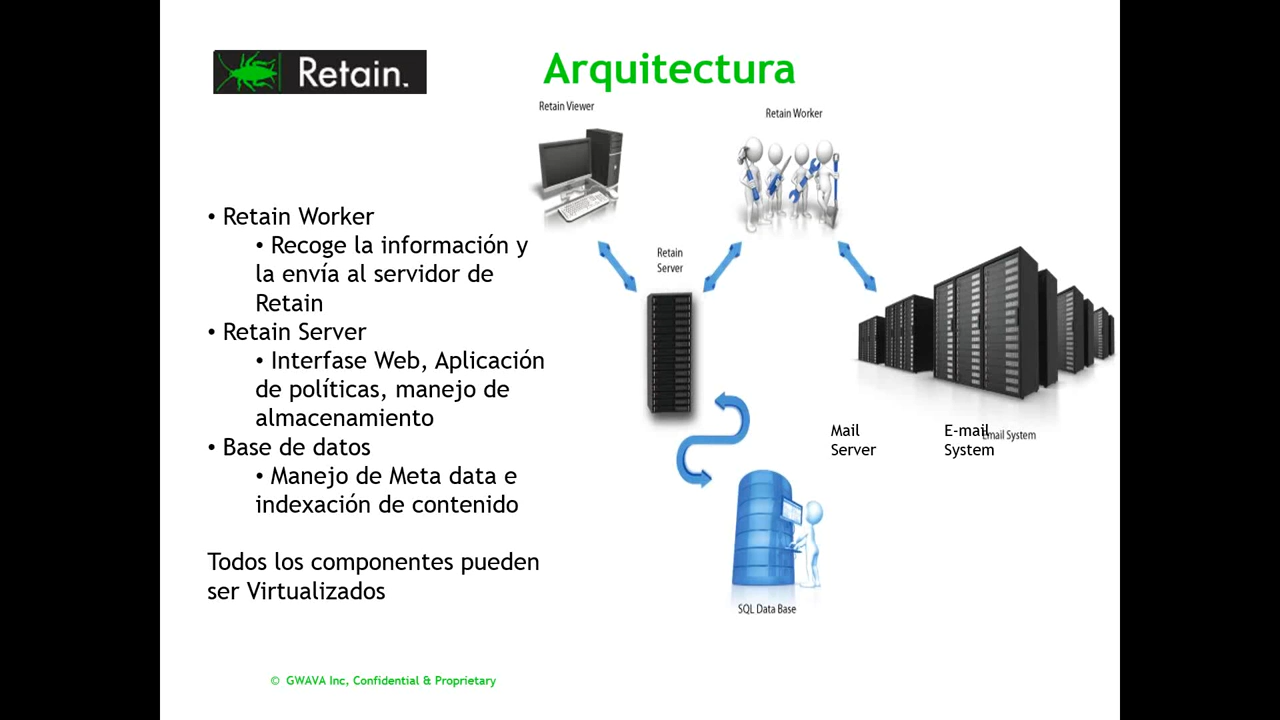 Retain.
Arquitectura
Retain Viewer
Retain Worker
• Retain Worker
• Recoge la información y
la envía al servidor de
Retain
• Retain Server
• Interfase Web, Aplicación
de políticas, manejo de
almacenamiento
• Base de datos
• Manejo de Meta data e
indexación de contenido
Todos los componentes pueden
ser Virtualizados
Retain
Server
Mail
Server
E-mail
System
Email System
SQL Data Base
© GWAVA Inc, Confidential & Proprietary